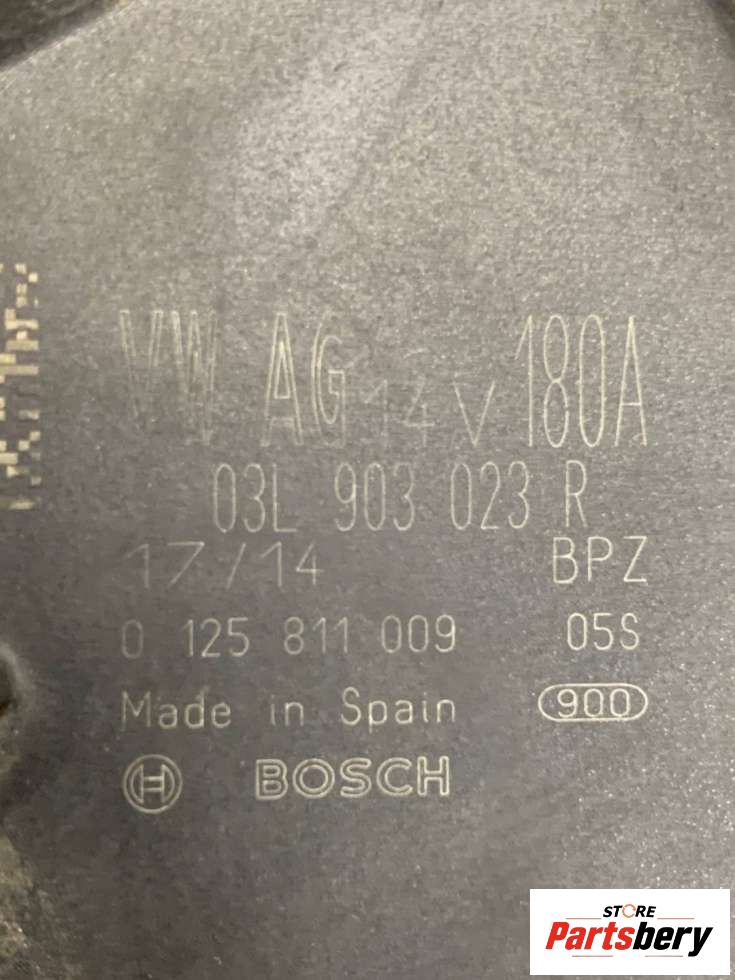 VW AG 14 V 180A
03L 903 023 R
17/14 BPZ
0 125 811 009 05S
Made in Spain 900
BOSCH
STORE
Partsbery